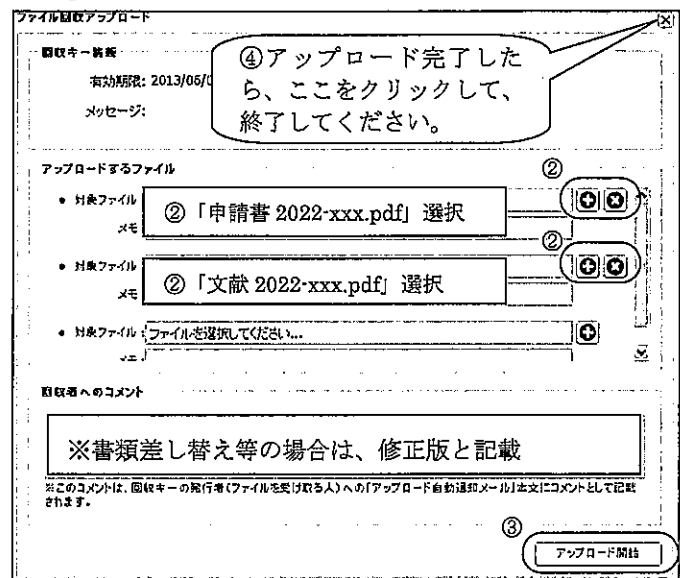 ファイル回収アップロード
回収キー情報
有効期限: 2013/06/0
メッセージ:
④アップロード完了した
ら、ここをクリックして、
終了してください。
アップロードするファイル
②
• 対象ファイル
②「申請書 2022-xxx.pdf」選択
メモ
②
• 対象ファイル
②「文献 2022-xxx.pdf」選択
メモ
• 対象ファイル: ファイルを選択してください...
メモ:
回収者へのコメント
※書類差し替え等の場合は、修正版と記載
※このコメントは、回収キーの発行者(ファイルを受け取る人)への「アップロード自動通知メール」本文にコメントとして記載
されます。
③
アップロード開始